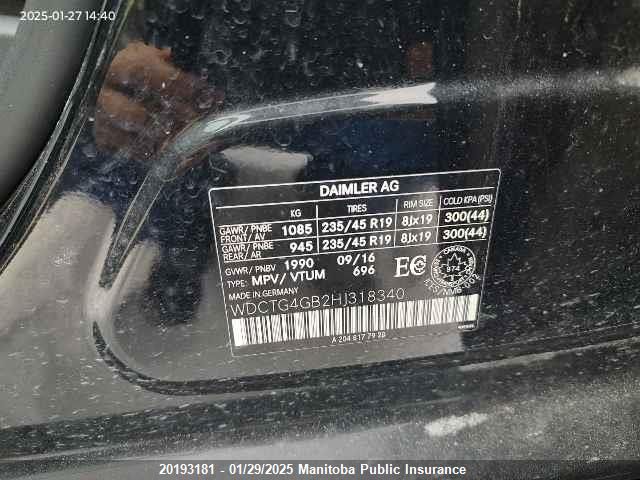 2025-01-27 14:40
DAIMLER AG
KG TIRES RIM SIZE COLD KPA (PSI)
GAWR/ PNBE FRONT/ AV 1085 235/45 R19 8Jx19 300(44)
GAWR/ PNBE REAR/ AR 945 235/45 R19 8Jx19 300(44)
GVWR/ PNBV 1990 09/16
TYPE: MPV/ VTUM 696 EC
CANADA
874
MADE IN GERMANY
WDCTG4GB2HJ318340
A 204 817 79 20
20193181 - 01/29/2025 Manitoba Public Insurance